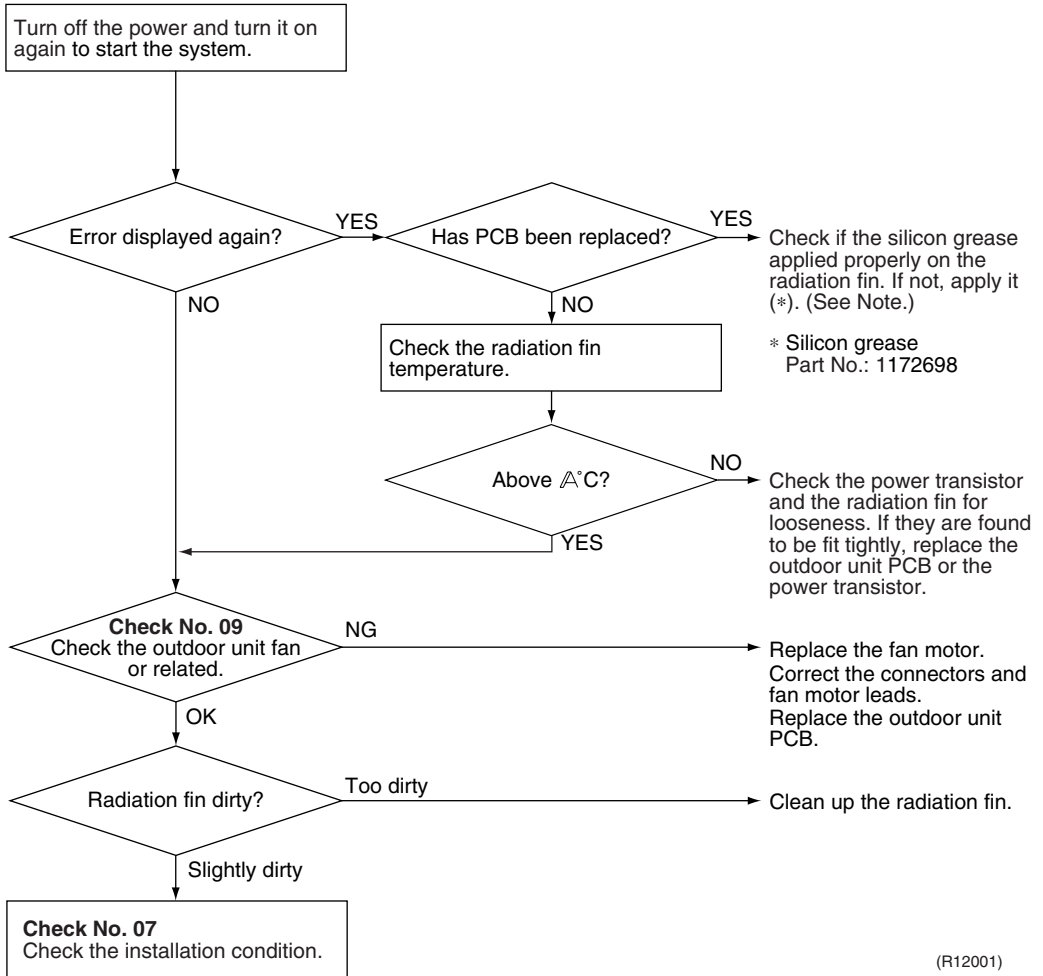 Turn off the power and turn it on
again to start the system.
Error displayed again?
YES
Has PCB been replaced?
YES
Check if the silicon grease
applied properly on the
radiation fin. If not, apply it
(*). (See Note.)
* Silicon grease
Part No.: 1172698
NO
NO
Check the radiation fin
temperature.
Above 𝔸°C?
NO
Check the power transistor
and the radiation fin for
looseness. If they are found
to be fit tightly, replace the
outdoor unit PCB or the
power transistor.
YES
Check No. 09
Check the outdoor unit fan
or related.
NG
Replace the fan motor.
Correct the connectors and
fan motor leads.
Replace the outdoor unit
PCB.
OK
Radiation fin dirty?
Too dirty
Clean up the radiation fin.
Slightly dirty
Check No. 07
Check the installation condition.
(R12001)